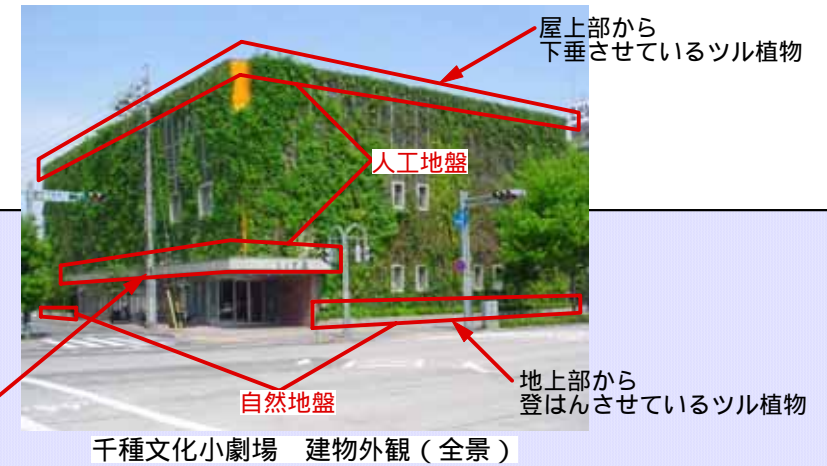 屋上部から
下垂させているツル植物
人工地盤
自然地盤
地上部から
登はんさせているツル植物
千種文化小劇場　建物外観(全景)